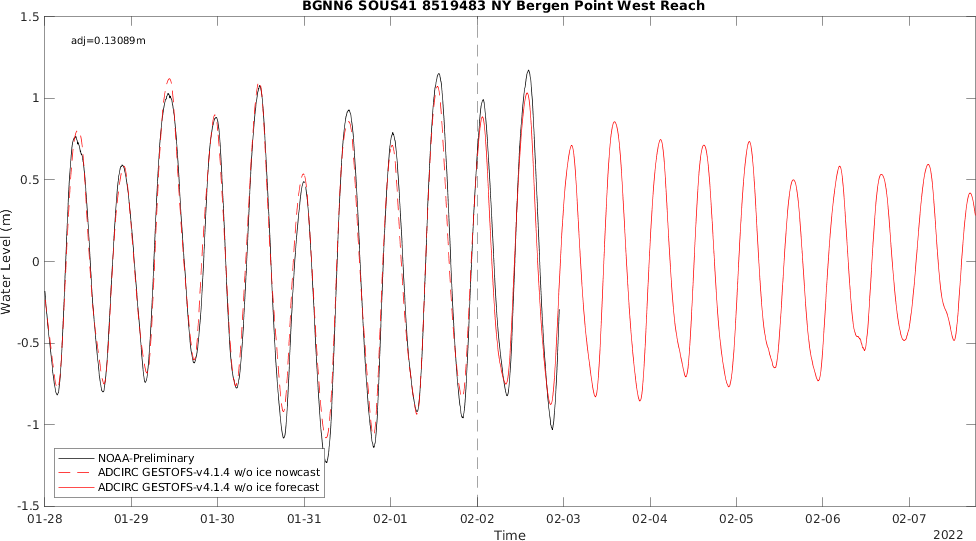 BGNN6 SOUS41 8519483 NY Bergen Point West Reach
adj=0.13089m
1.5
1
0.5
0
-0.5
-1
-1.5
Water Level (m)
NOAA-Preliminary
ADCIRC GESTOFS-v4.1.4 w/o ice nowcast
ADCIRC GESTOFS-v4.1.4 w/o ice forecast
01-28 01-29 01-30 01-31 02-01 02-02 02-03 02-04 02-05 02-06 02-07
Time
2022